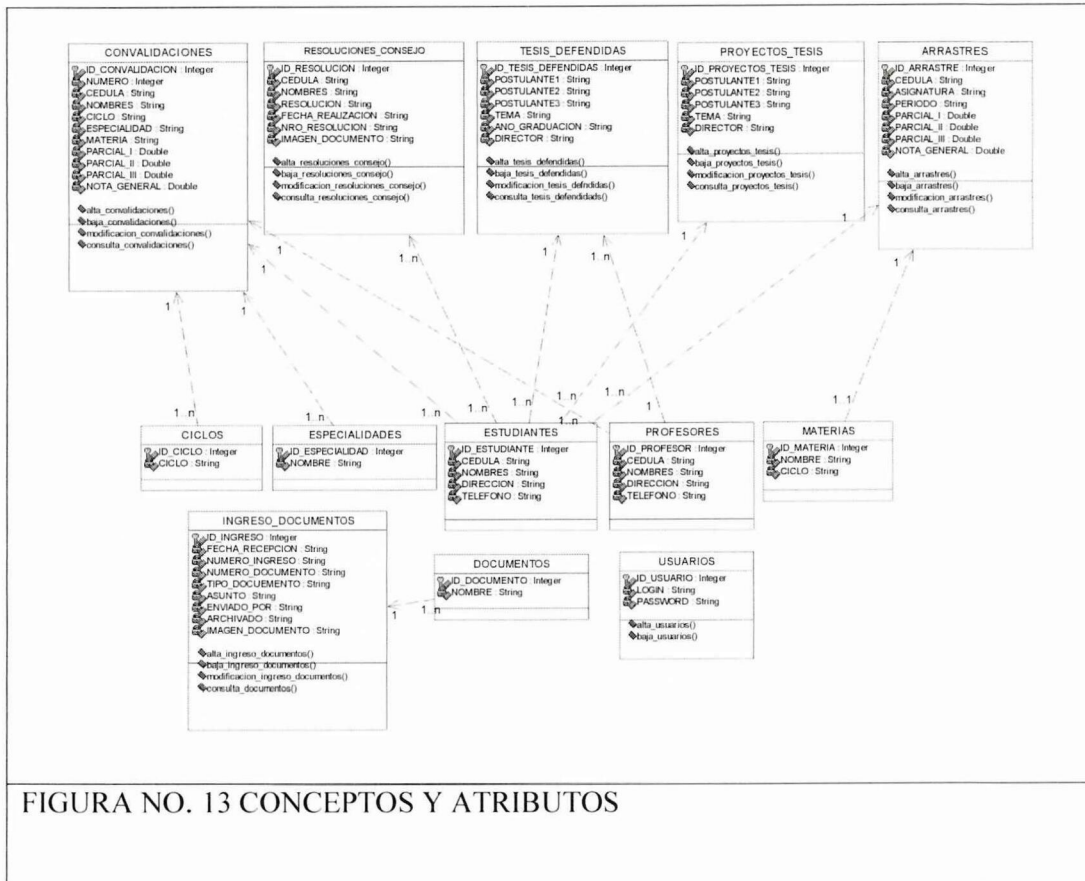 CONVALIDACIONES
ID_CONVALIDACION : Integer
NUMERO : Integer
CEDULA : String
NOMBRES : String
CICLO : String
ESPECIALIDAD : String
MATERIA : String
PARCIAL_I : Double
PARCIAL_II : Double
PARCIAL_III : Double
NOTA_GENERAL : Double
alta_convalidaciones()
baja_convalidaciones()
modificacion_convalidaciones()
consulta_convalidaciones()
RESOLUCIONES_CONSEJO
ID_RESOLUCION : Integer
CEDULA : String
NOMBRES : String
RESOLUCION : String
FECHA_REALIZACION : String
NRO_RESOLUCION : String
IMAGEN_DOCUMENTO : String
alta_resoluciones_consejo()
baja_resoluciones_consejo()
modificacion_resoluciones_consejo()
consulta_resoluciones_consejo()
TESIS_DEFENDIDAS
ID_TESIS_DEFENDIDAS : Integer
POSTULANTE1 : String
POSTULANTE2 : String
POSTULANTE3 : String
TEMA : String
ANO_GRADUACION : String
DIRECTOR : String
alta_tesis_defendidas()
baja_tesis_defendidas()
modificacion_tesis_defndidas()
consulta_tesis_defendidads()
PROYECTOS_TESIS
ID_PROYECTOS_TESIS : Integer
POSTULANTE1 : String
POSTULANTE2 : String
POSTULANTE3 : String
TEMA : String
DIRECTOR : String
alta_proyectos_tesis()
baja_proyectos_tesis()
modificacion_proyectos_tesis()
consulta_proyectos_tesis()
ARRASTRES
ID_ARRASTRE : Integer
CEDULA : String
ASIGNATURA : String
PERIODO : String
PARCIAL_I : Double
PARCIAL_II : Double
PARCIAL_III : Double
NOTA_GENERAL : Double
alta_arrastres()
baja_arrastres()
modificacion_arrastres()
consulta_arrastres()
1
1
1
1
1..n
1
1..n
1
1
1
1..n
1..n
1..n
1..n
1..n
1..n
1..n
1..n
1
1..1
CICLOS
ID_CICLO : Integer
CICLO : String
ESPECIALIDADES
ID_ESPECIALIDAD : Integer
NOMBRE : String
ESTUDIANTES
ID_ESTUDIANTE : Integer
CEDULA : String
NOMBRES : String
DIRECCION : String
TELEFONO : String
PROFESORES
ID_PROFESOR : Integer
CEDULA : String
NOMBRES : String
DIRECCION : String
TELEFONO : String
MATERIAS
ID_MATERIA : Integer
NOMBRE : String
CICLO : String
INGRESO_DOCUMENTOS
ID_INGRESO : Integer
FECHA_RECEPCION : String
NUMERO_INGRESO : String
NUMERO_DOCUMENTO : String
TIPO_DOCUEMENTO : String
ASUNTO : String
ENVIADO_POR : String
ARCHIVADO : String
IMAGEN_DOCUMENTO : String
alta_ingreso_documentos()
baja_ingreso_documentos()
modificacion_ingreso_documentos()
consulta_documentos()
1
1..n
DOCUMENTOS
ID_DOCUMENTO : Integer
NOMBRE : String
USUARIOS
ID_USUARIO : Integer
LOGIN : String
PASSWORD : String
alta_usuarios()
baja_usuarios()
FIGURA NO. 13 CONCEPTOS Y ATRIBUTOS